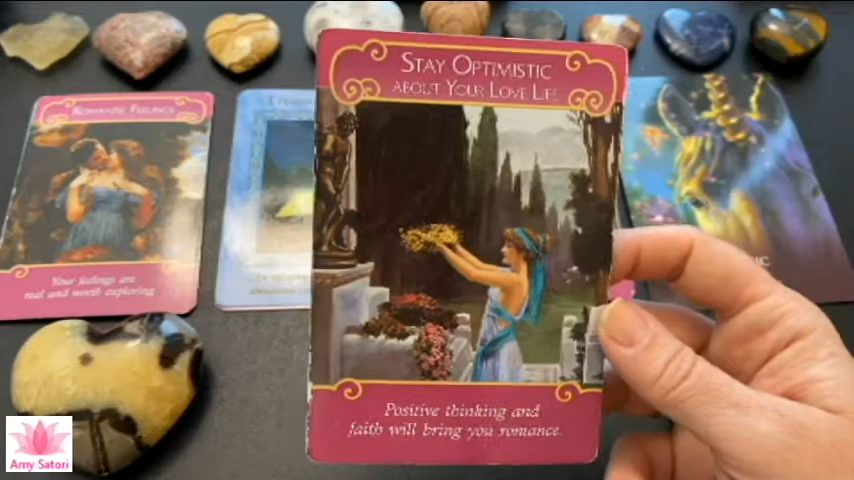 STAY OPTIMISTIC
ABOUT YOUR LOVE LIFE
Positive thinking and
faith will bring you romance.
ROMANTIC FEELINGS
Your feelings are
real and worth exploring
Amy Satori